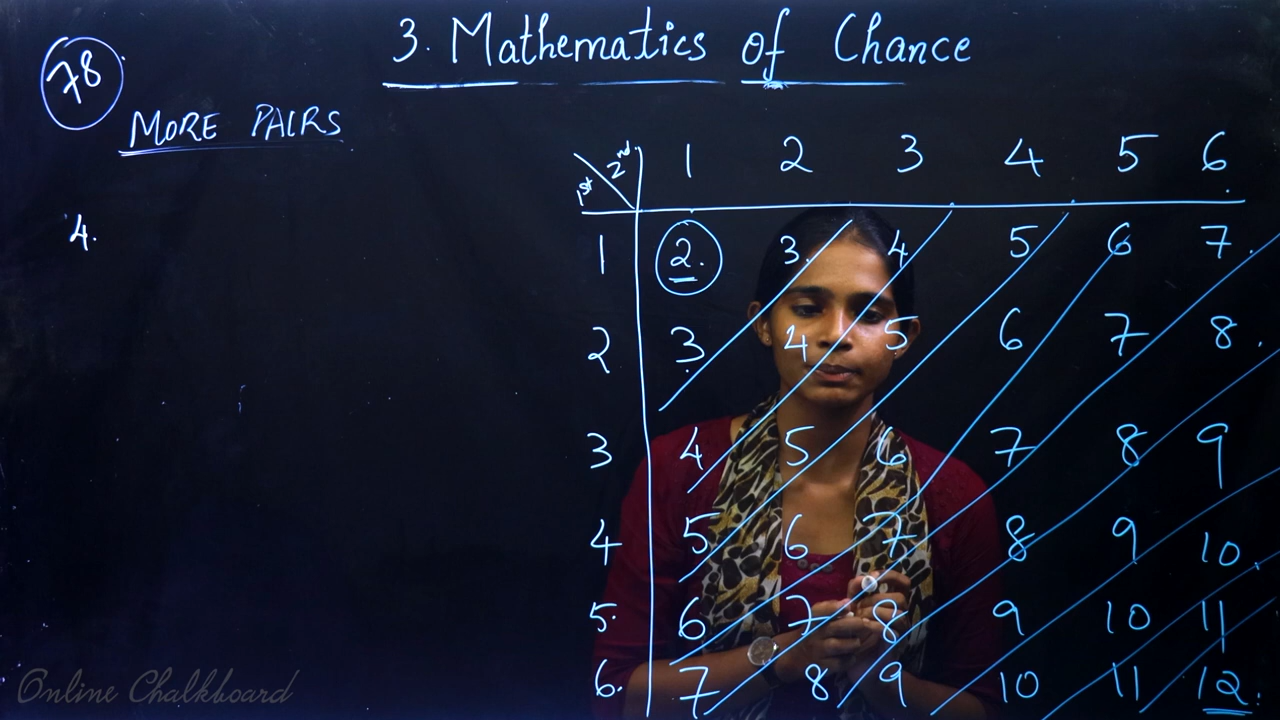 3. Mathematics of Chance
78
MORE PAIRS
4.
1st 2nd 1 2 3 4 5 6
1 2. 3 4 5 6 7
2 3 4 5 6 7 8
3 4 5 6 7 8 9
4 5 6 7 8 9 10
5. 6 7 8 9 10 11
6. 7 8 9 10 11 12
Online Chalkboard